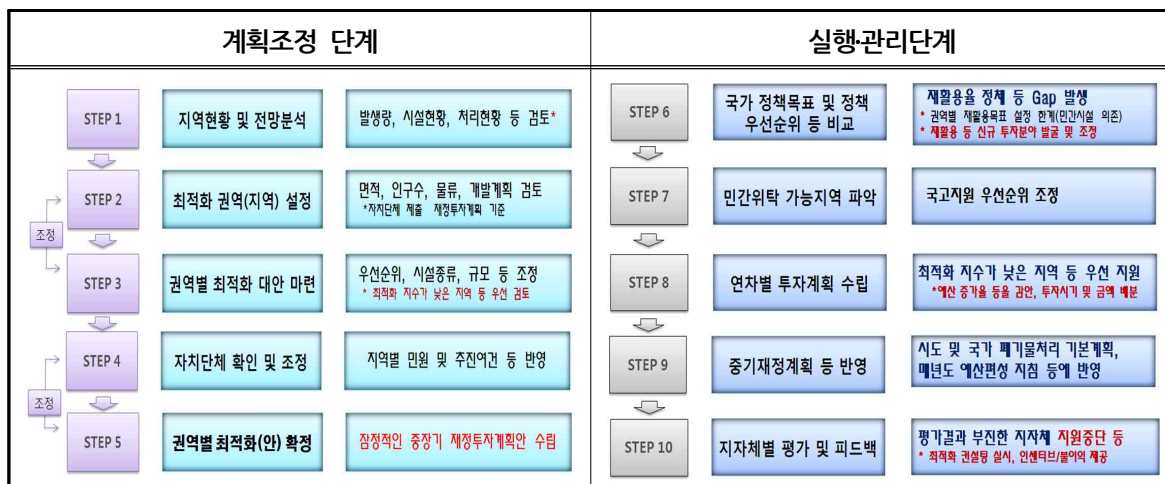 계획조정 단계
STEP 1
지역현황 및 전망분석
발생량, 시설현황, 처리현황 등 검토*
STEP 2
최적화 권역(지역) 설정
면적, 인구수, 물류, 개발계획 검토
*자치단체 제출 재정투자계획 기준
조정
STEP 3
권역별 최적화 대안 마련
우선순위, 시설종류, 규모 등 조정
* 최적화 지수가 낮은 지역 등 우선 검토
STEP 4
자치단체 확인 및 조정
지역별 민원 및 추진여건 등 반영
조정
STEP 5
권역별 최적화(안) 확정
잠정적인 중장기 재정투자계획안 수립
실행·관리단계
STEP 6
국가 정책목표 및 정책
우선순위 등 비교
재활용율 정체 등 Gap 발생
* 권역별 재활용목표 설정 한계(민간시설 의존)
* 재활용 등 신규 투자분야 발굴 및 조정
STEP 7
민간위탁 가능지역 파악
국고지원 우선순위 조정
STEP 8
연차별 투자계획 수립
최적화 지수가 낮은 지역 등 우선 지원
*예산 증가율 등을 감안, 투자시기 및 금액 배분
STEP 9
중기재정계획 등 반영
시도 및 국가 폐기물처리 기본계획,
매년도 예산편성 지침 등에 반영
STEP 10
지자체별 평가 및 피드백
평가결과 부진한 지자체 지원중단 등
* 최적화 컨설팅 실시, 인센티브/불이익 제공